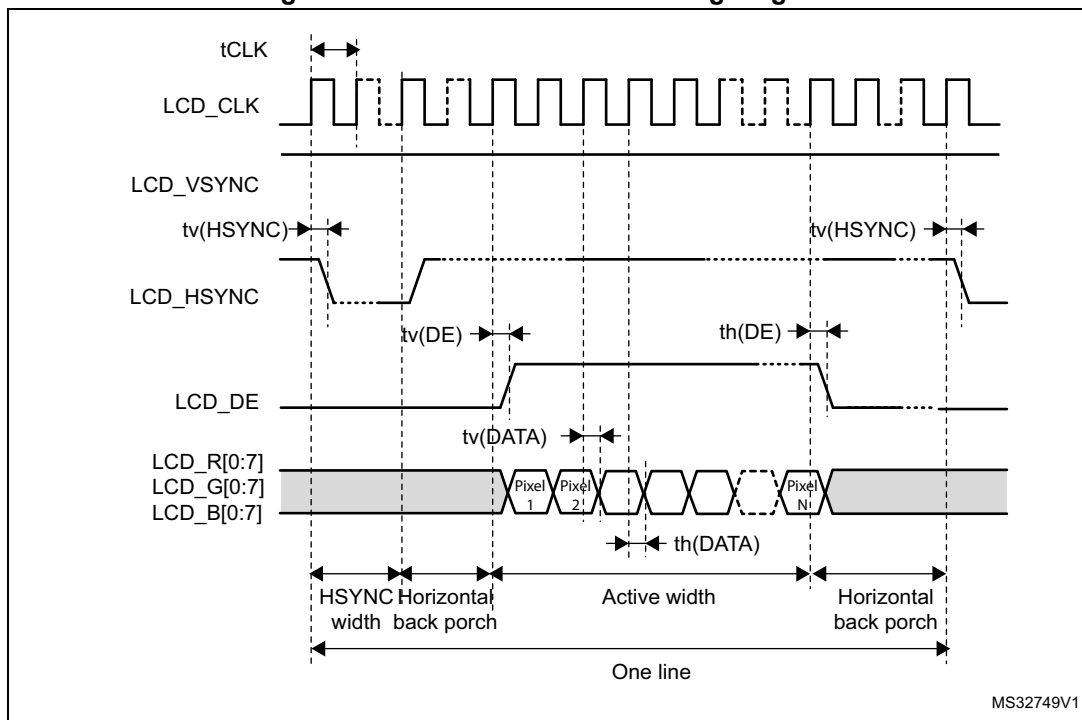 tCLK
LCD_CLK
LCD_VSYNC
tv(HSYNC)
tv(HSYNC)
LCD_HSYNC
tv(DE)
th(DE)
LCD_DE
tv(DATA)
LCD_R[0:7]
LCD_G[0:7]
LCD_B[0:7]
Pixel
1
Pixel
2
Pixel
N
th(DATA)
HSYNC
width
Horizontal
back porch
Active width
Horizontal
back porch
One line
MS32749V1